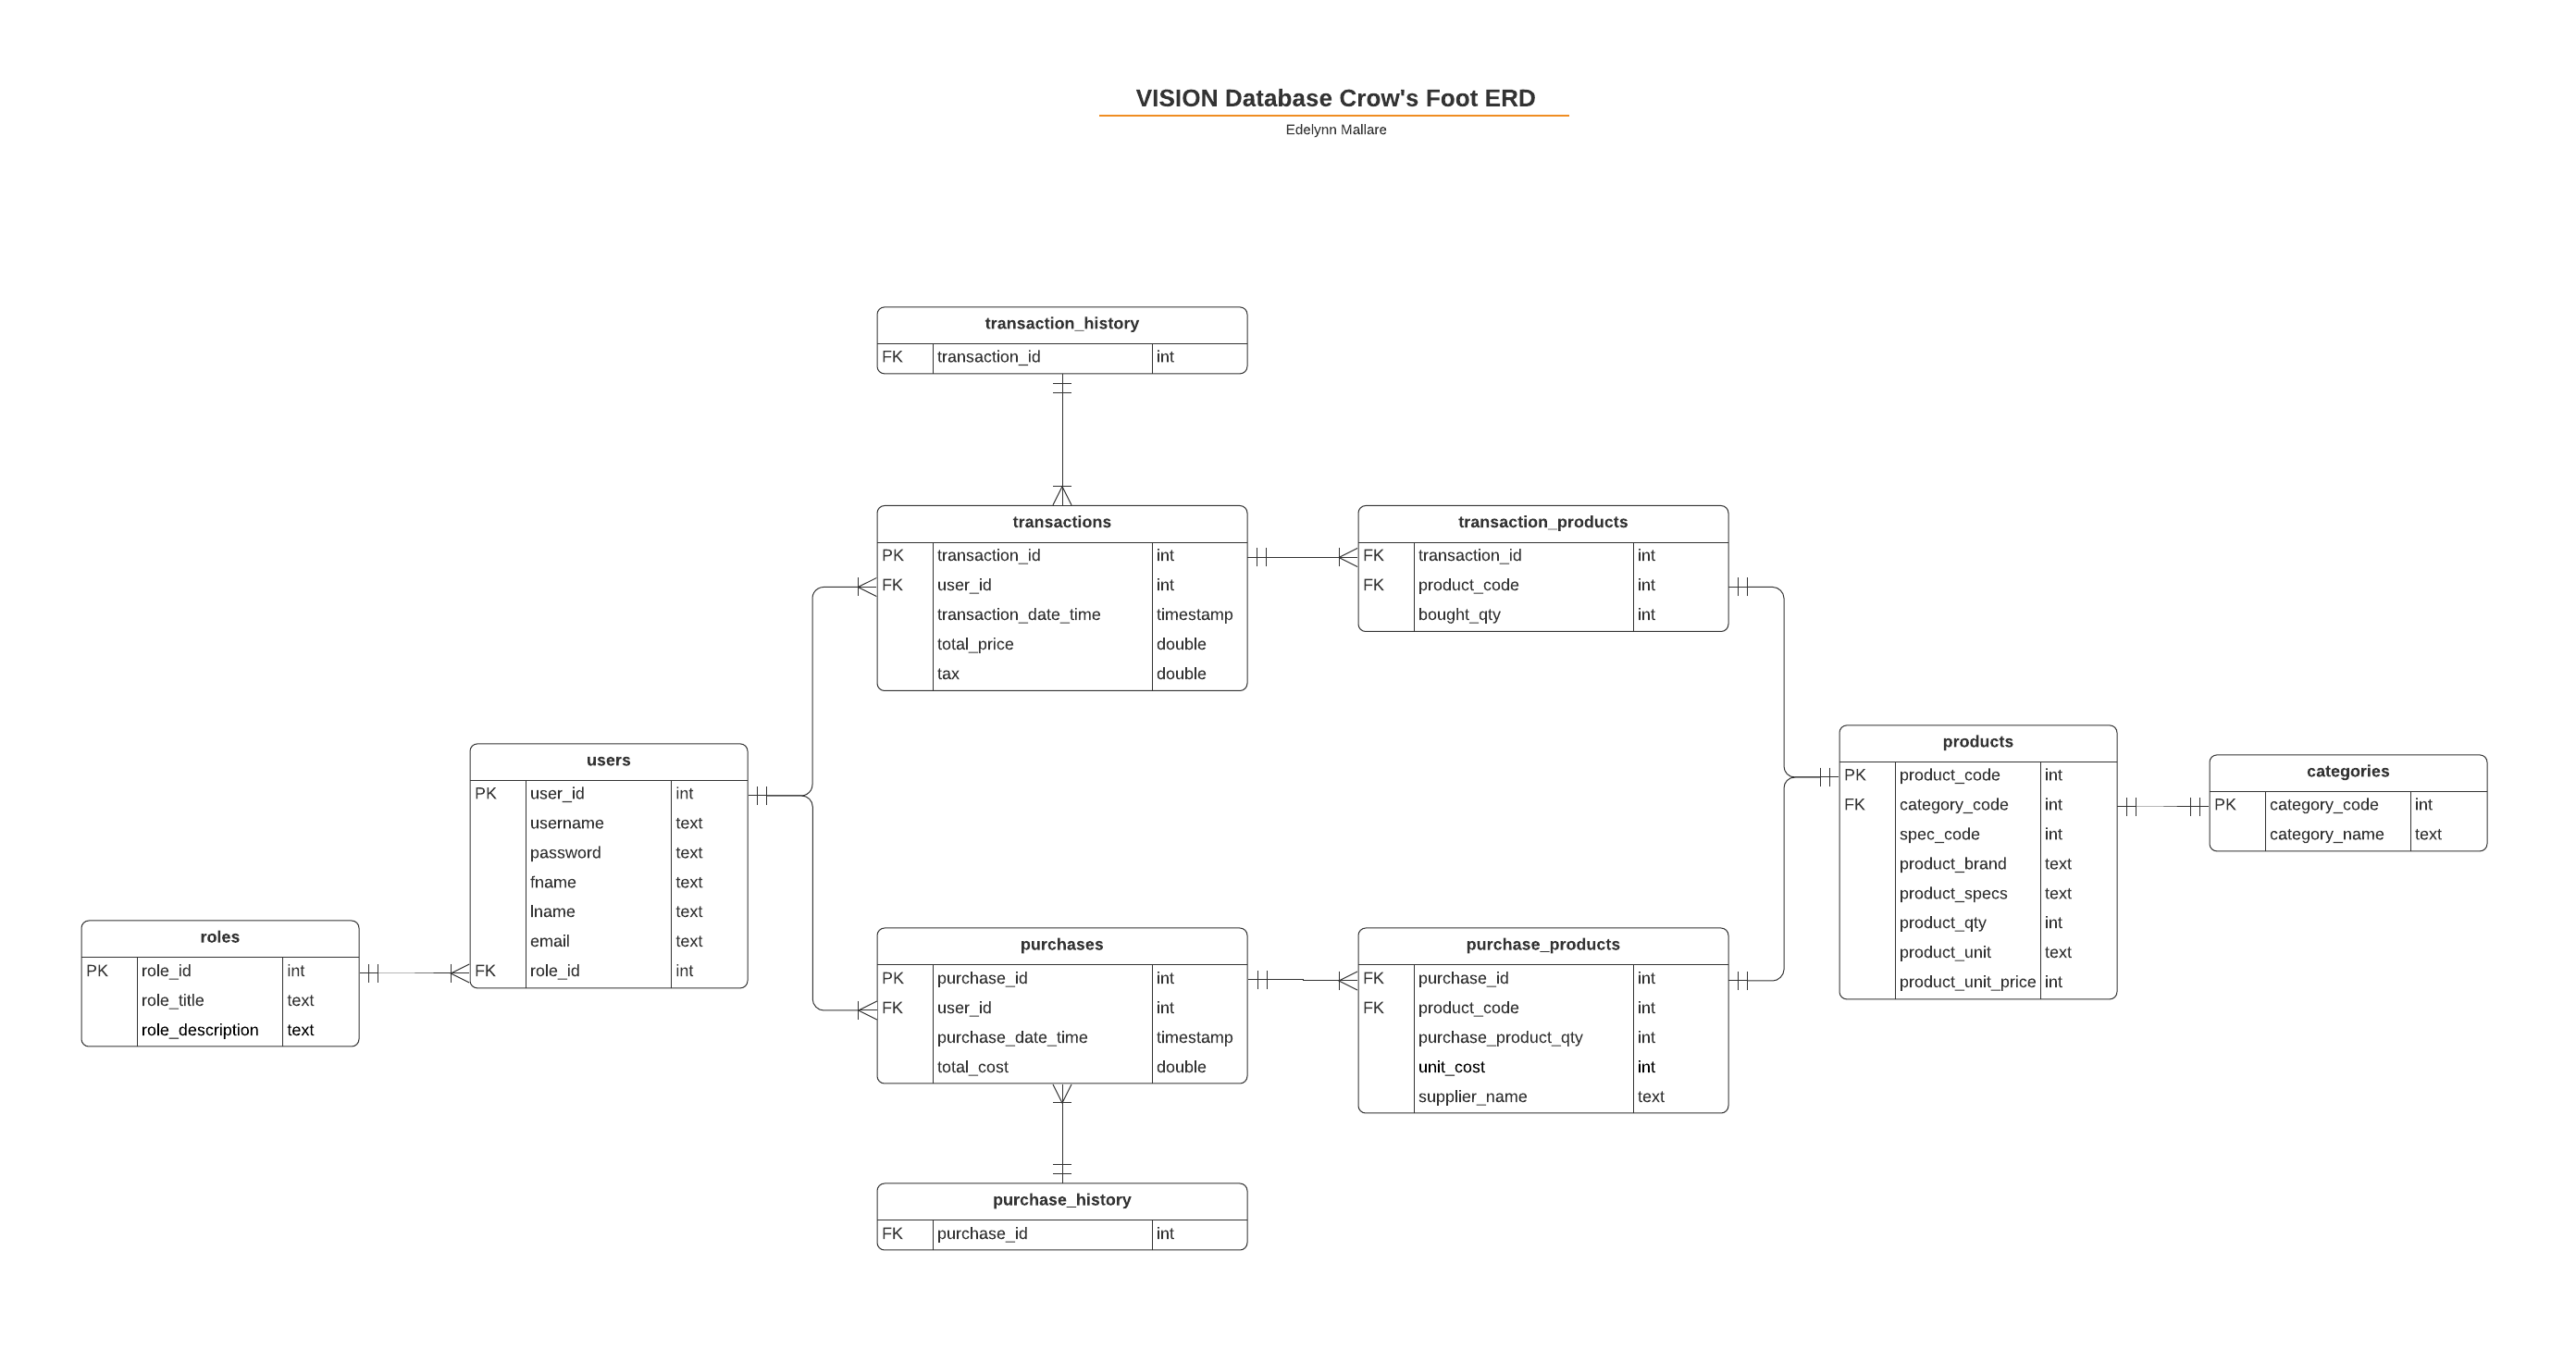 VISION Database Crow's Foot ERD
Edelynn Mallare
transaction_history
FK transaction_id int
transactions
PK transaction_id int
FK user_id int
transaction_date_time timestamp
total_price double
tax double
transaction_products
FK transaction_id int
FK product_code int
bought_qty int
users
PK user_id int
username text
password text
fname text
lname text
email text
FK role_id int
roles
PK role_id int
role_title text
role_description text
purchases
PK purchase_id int
FK user_id int
purchase_date_time timestamp
total_cost double
purchase_products
FK purchase_id int
FK product_code int
purchase_product_qty int
unit_cost int
supplier_name text
products
PK product_code int
FK category_code int
spec_code int
product_brand text
product_specs text
product_qty int
product_unit text
product_unit_price int
categories
PK category_code int
category_name text
purchase_history
FK purchase_id int